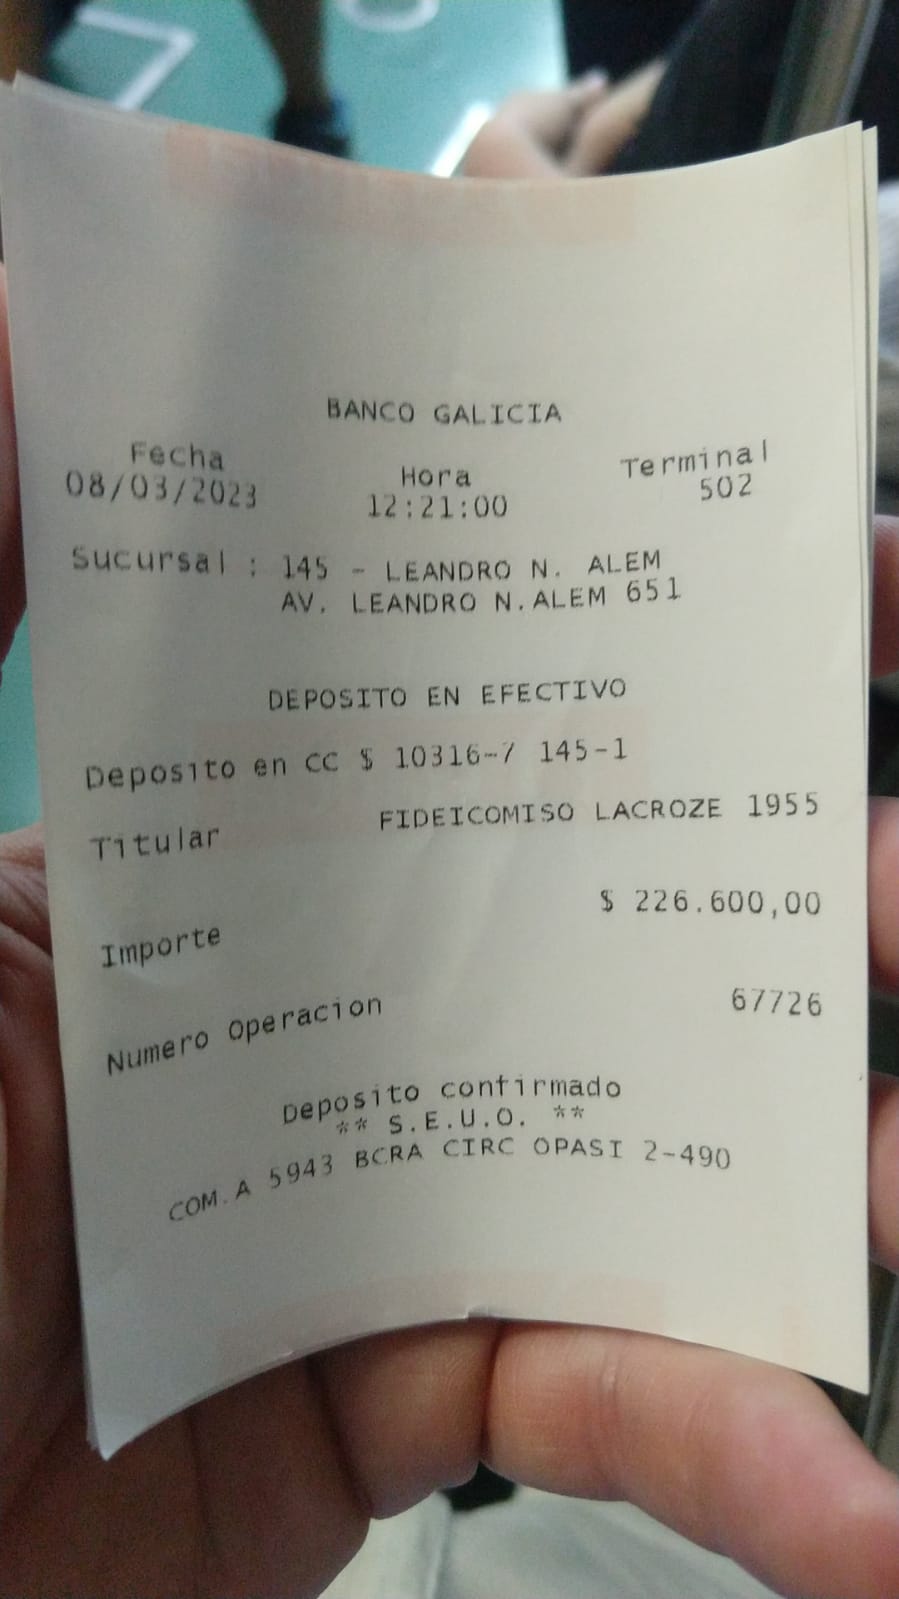 BANCO GALICIA
Fecha Hora Terminal
08/03/2023 12:21:00 502
Sucursal : 145 - LEANDRO N. ALEM
AV. LEANDRO N.ALEM 651
DEPOSITO EN EFECTIVO
Deposito en CC $ 10316-7 145-1
Titular FIDEICOMISO LACROZE 1955
Importe $ 226.600,00
Numero Operacion 67726
Deposito confirmado
** S.E.U.O. **
COM.A 5943 BCRA CIRC OPASI 2-490